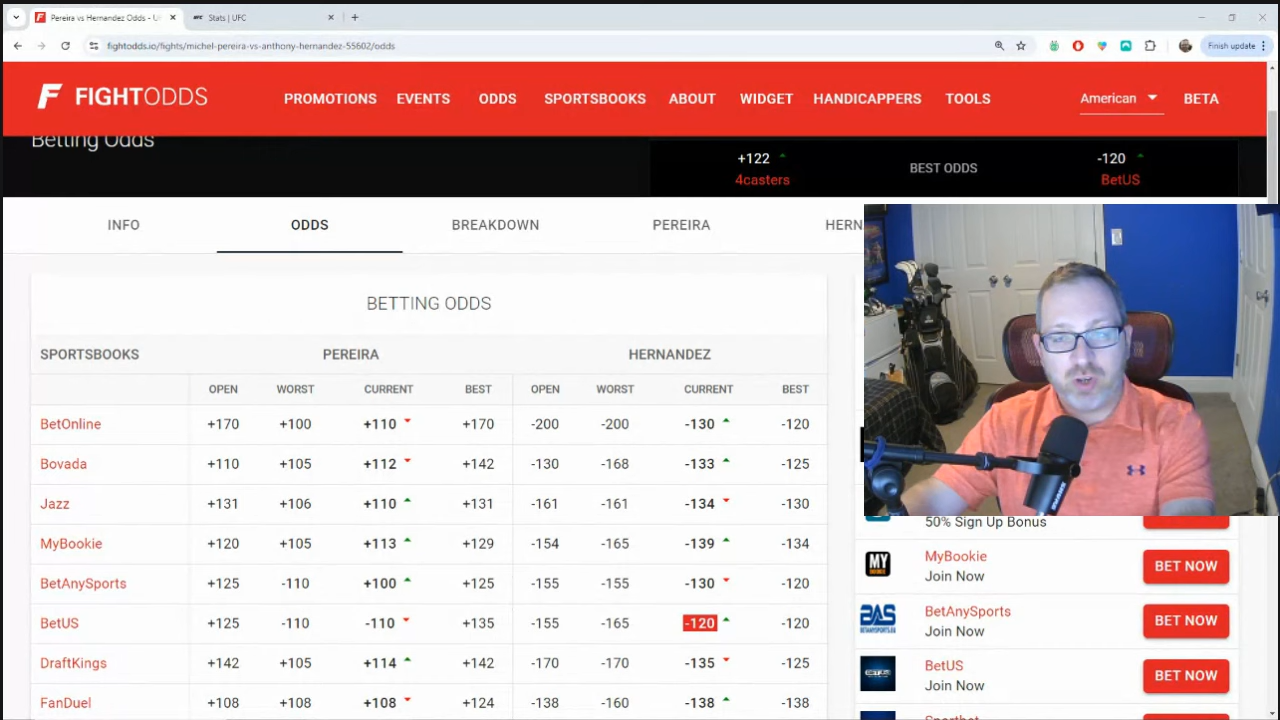 Pereira vs Hernandez Odds - UF
Stats | UFC
fightodds.io/fights/michel-pereira-vs-anthony-hernandez-55602/odds
Finish update
FIGHTODDS
PROMOTIONS EVENTS ODDS SPORTSBOOKS ABOUT WIDGET HANDICAPPERS TOOLS
American
BETA
Betting Odds
+122 BEST ODDS -120
4casters BetUS
INFO ODDS BREAKDOWN PEREIRA HERN
BETTING ODDS
SPORTSBOOKS PEREIRA HERNANDEZ
OPEN WORST CURRENT BEST OPEN WORST CURRENT BEST
BetOnline +170 +100 +110 +170 -200 -200 -130 -120
Bovada +110 +105 +112 +142 -130 -168 -133 -125
Jazz +131 +106 +110 +131 -161 -161 -134 -130
MyBookie +120 +105 +113 +129 -154 -165 -139 -134
BetAnySports +125 -110 +100 +125 -155 -155 -130 -120
BetUS +125 -110 -110 +135 -155 -165 -120 -120
DraftKings +142 +105 +114 +142 -170 -170 -135 -125
FanDuel +108 +108 +108 +124 -138 -160 -138 -138
50% Sign Up Bonus
MY
MyBookie
Join Now
BET NOW
BAS
BetAnySports
Join Now
BET NOW
BetUS
Join Now
BET NOW